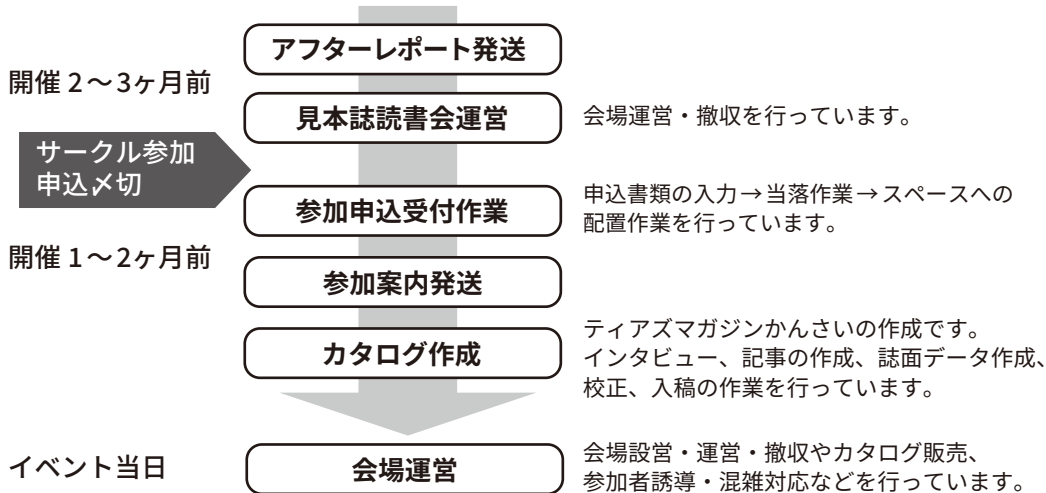 アフターレポート発送
開催 2～3ヶ月前
見本誌読書会運営
会場運営・撤収を行っています。
サークル参加
申込〆切
参加申込受付作業
申込書類の入力→当落作業→スペースへの
配置作業を行っています。
開催 1～2ヶ月前
参加案内発送
カタログ作成
ティアズマガジンかんさいの作成です。
インタビュー、記事の作成、誌面データ作成、
校正、入稿の作業を行っています。
イベント当日
会場運営
会場設営・運営・撤収やカタログ販売、
参加者誘導・混雑対応などを行っています。